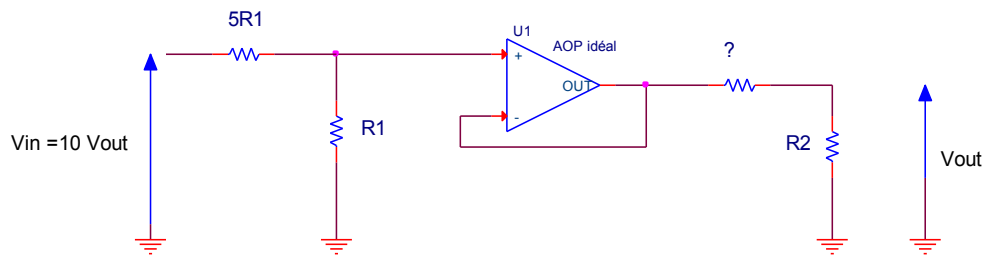 5R1
U1
AOP idéal
?
+
OUT
-
R1
R2
Vin =10 Vout
Vout